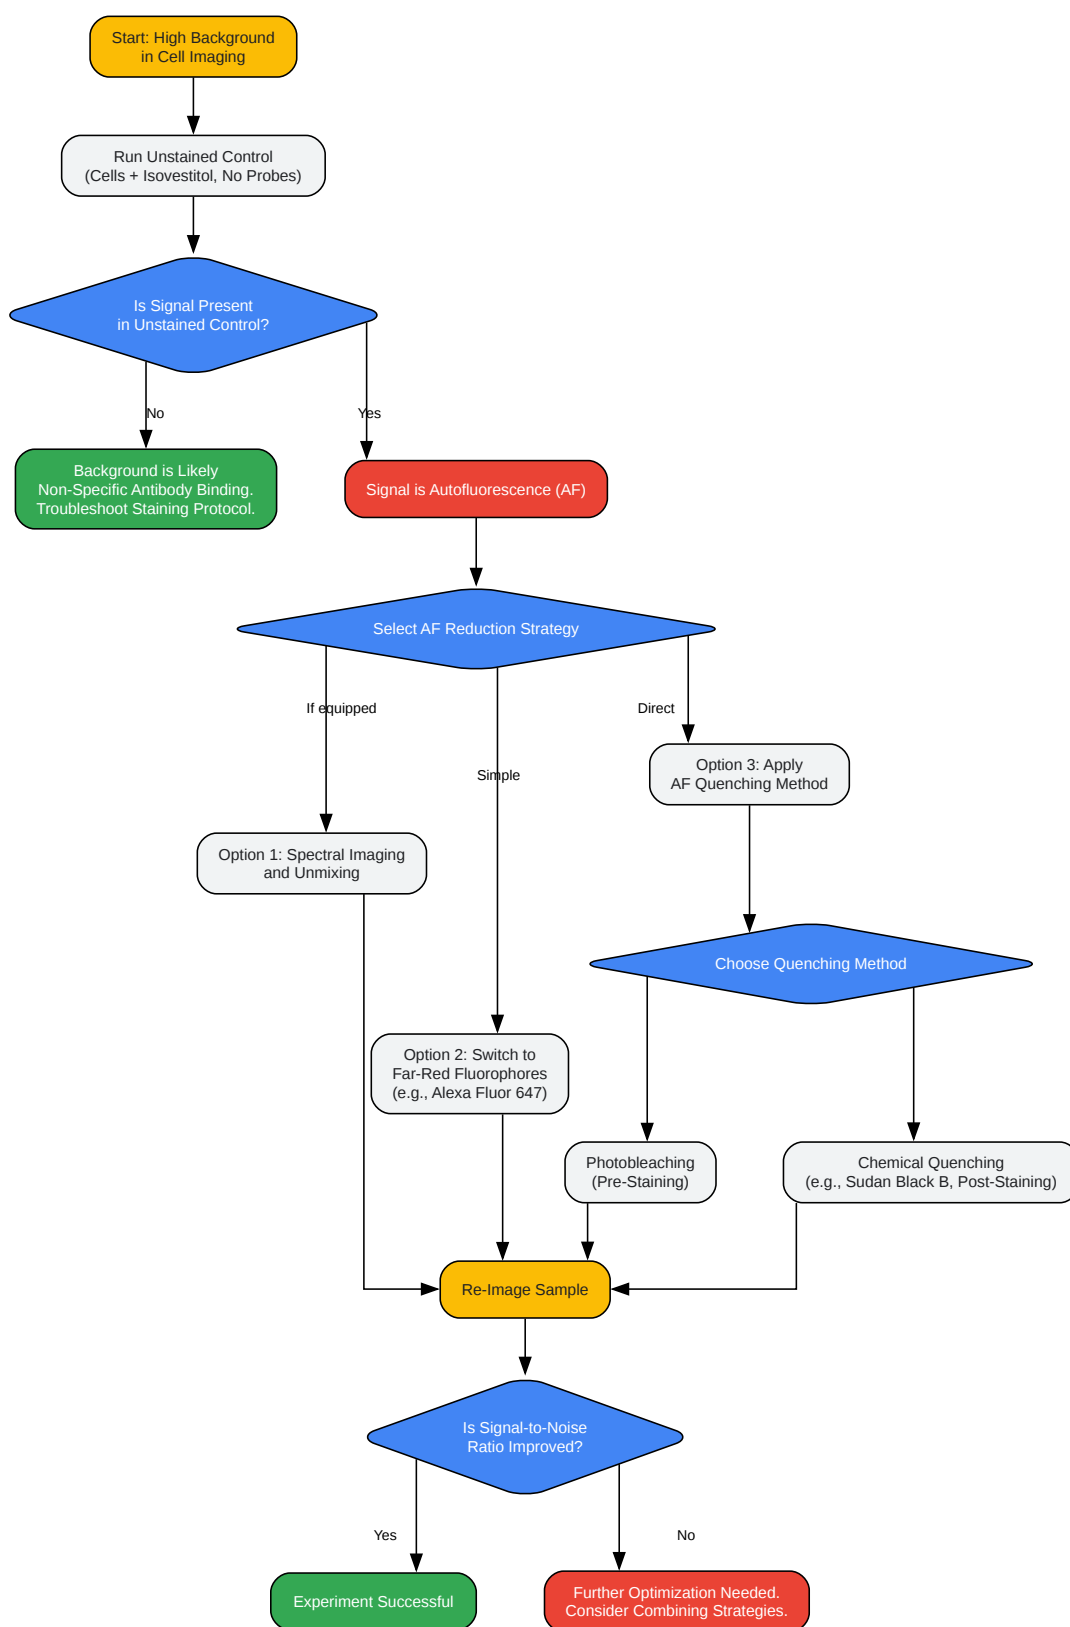 Start: High Background
in Cell Imaging
Run Unstained Control
(Cells + Isovestitol, No Probes)
Is Signal Present
in Unstained Control?
No
Yes
Background is Likely
Non-Specific Antibody Binding.
Troubleshoot Staining Protocol.
Signal is Autofluorescence (AF)
Select AF Reduction Strategy
If equipped
Direct
Simple
Option 3: Apply
AF Quenching Method
Option 1: Spectral Imaging
and Unmixing
Choose Quenching Method
Option 2: Switch to
Far-Red Fluorophores
(e.g., Alexa Fluor 647)
Photobleaching
(Pre-Staining)
Chemical Quenching
(e.g., Sudan Black B, Post-Staining)
Re-Image Sample
Is Signal-to-Noise
Ratio Improved?
Yes
No
Experiment Successful
Further Optimization Needed.
Consider Combining Strategies.